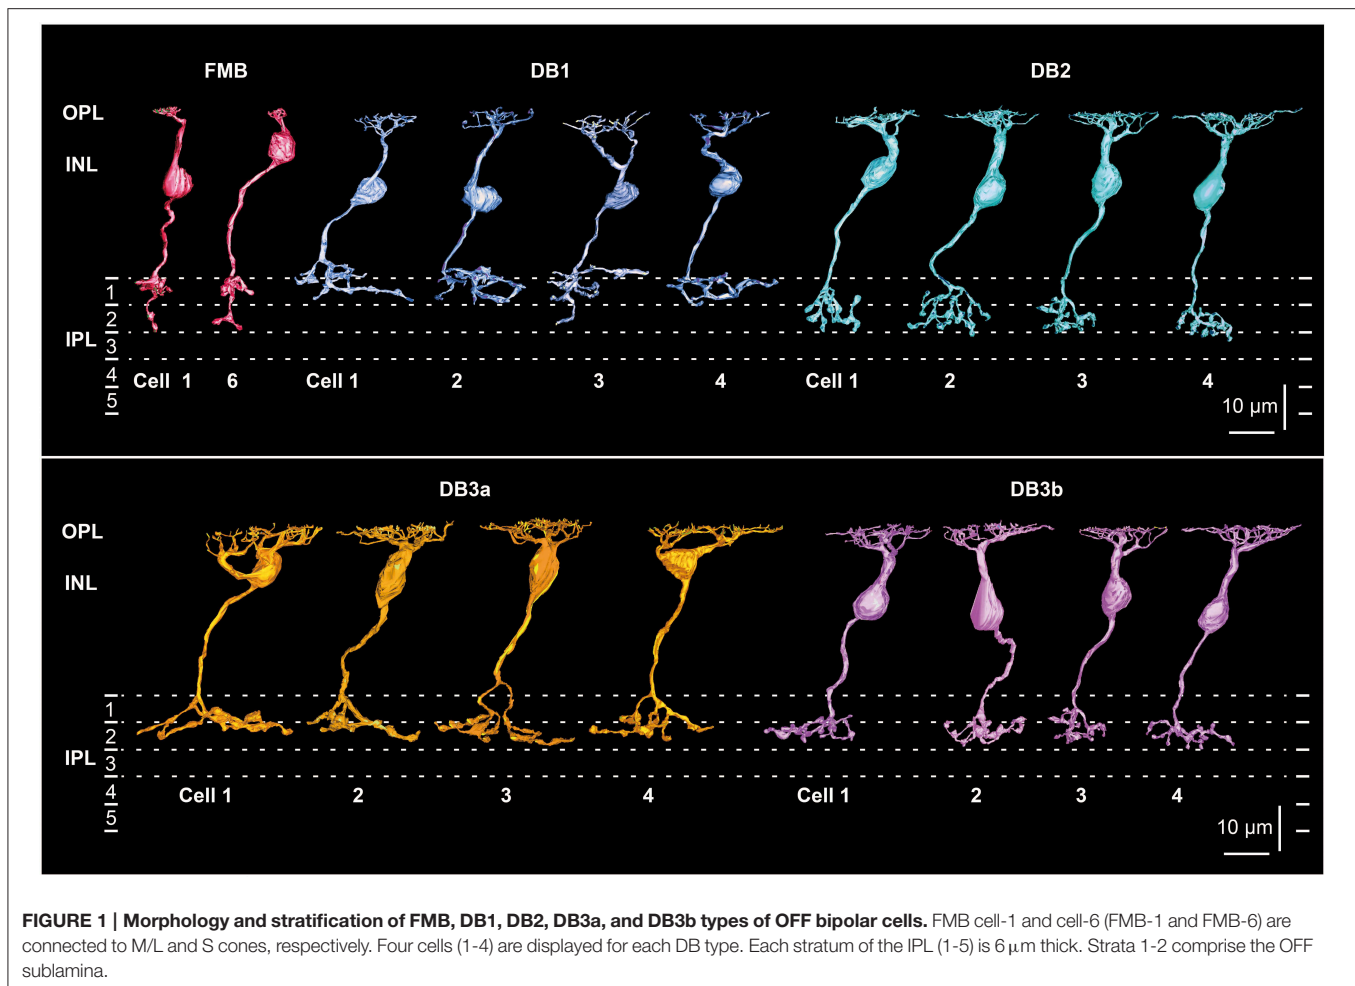 FMB DB1 DB2
OPL
INL
1
2
IPL
3
4
5
Cell 1 6 Cell 1 2 3 4 Cell 1 2 3 4
10 μm
DB3a DB3b
OPL
INL
1
2
IPL
3
4
5
Cell 1 2 3 4 Cell 1 2 3 4
10 μm
FIGURE 1 | Morphology and stratification of FMB, DB1, DB2, DB3a, and DB3b types of OFF bipolar cells. FMB cell-1 and cell-6 (FMB-1 and FMB-6) are
connected to M/L and S cones, respectively. Four cells (1-4) are displayed for each DB type. Each stratum of the IPL (1-5) is 6 μm thick. Strata 1-2 comprise the OFF
sublamina.